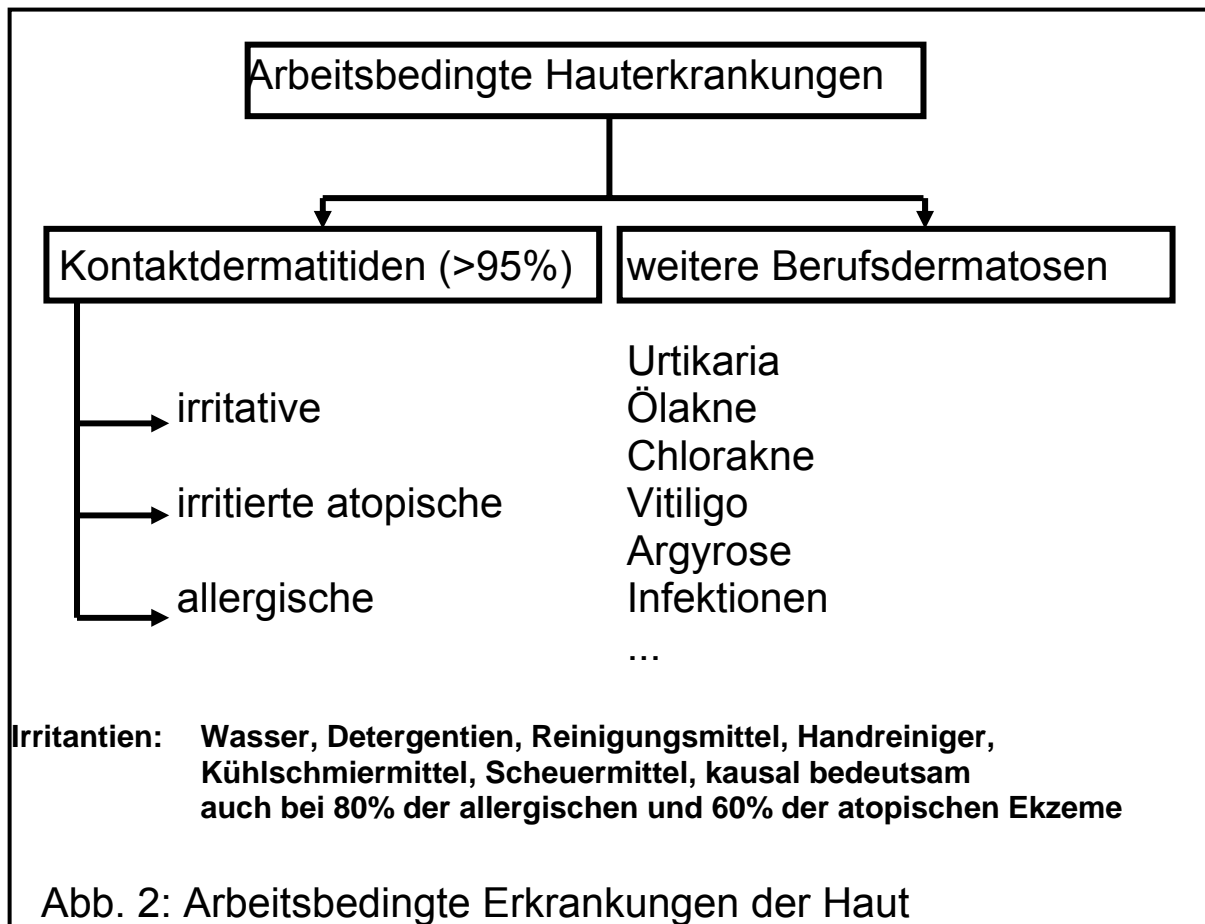 Arbeitsbedingte Hauterkrankungen
Kontaktdermatitiden (>95%)
irritative
irritierte atopische
allergische
weitere Berufsdermatosen
Urtikaria
Ölakne
Chlorakne
Vitiligo
Argyrose
Infektionen
...
Irritantien: Wasser, Detergentien, Reinigungsmittel, Handreiniger,
Kühlschmiermittel, Scheuermittel, kausal bedeutsam
auch bei 80% der allergischen und 60% der atopischen Ekzeme
Abb. 2: Arbeitsbedingte Erkrankungen der Haut